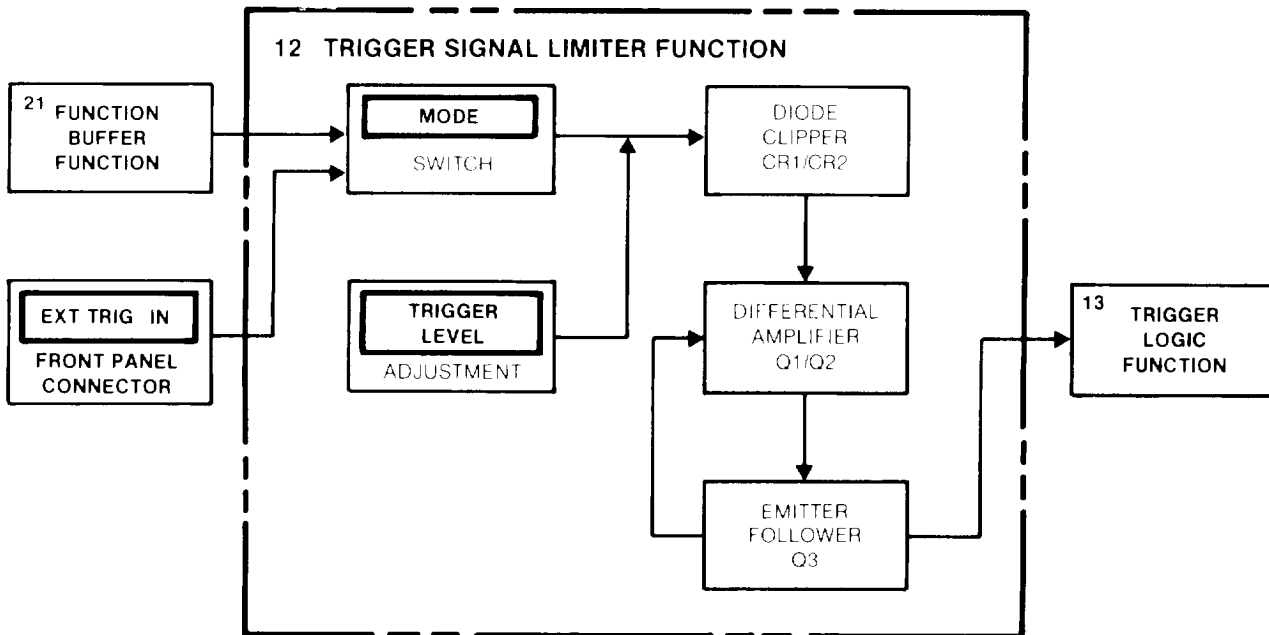 12 TRIGGER SIGNAL LIMITER FUNCTION
21 FUNCTION
BUFFER
FUNCTION
MODE
SWITCH
DIODE
CLIPPER
CR1/CR2
EXT TRIG IN
FRONT PANEL
CONNECTOR
TRIGGER
LEVEL
ADJUSTMENT
DIFFERENTIAL
AMPLIFIER
Q1/Q2
13 TRIGGER
LOGIC
FUNCTION
EMITTER
FOLLOWER
Q3